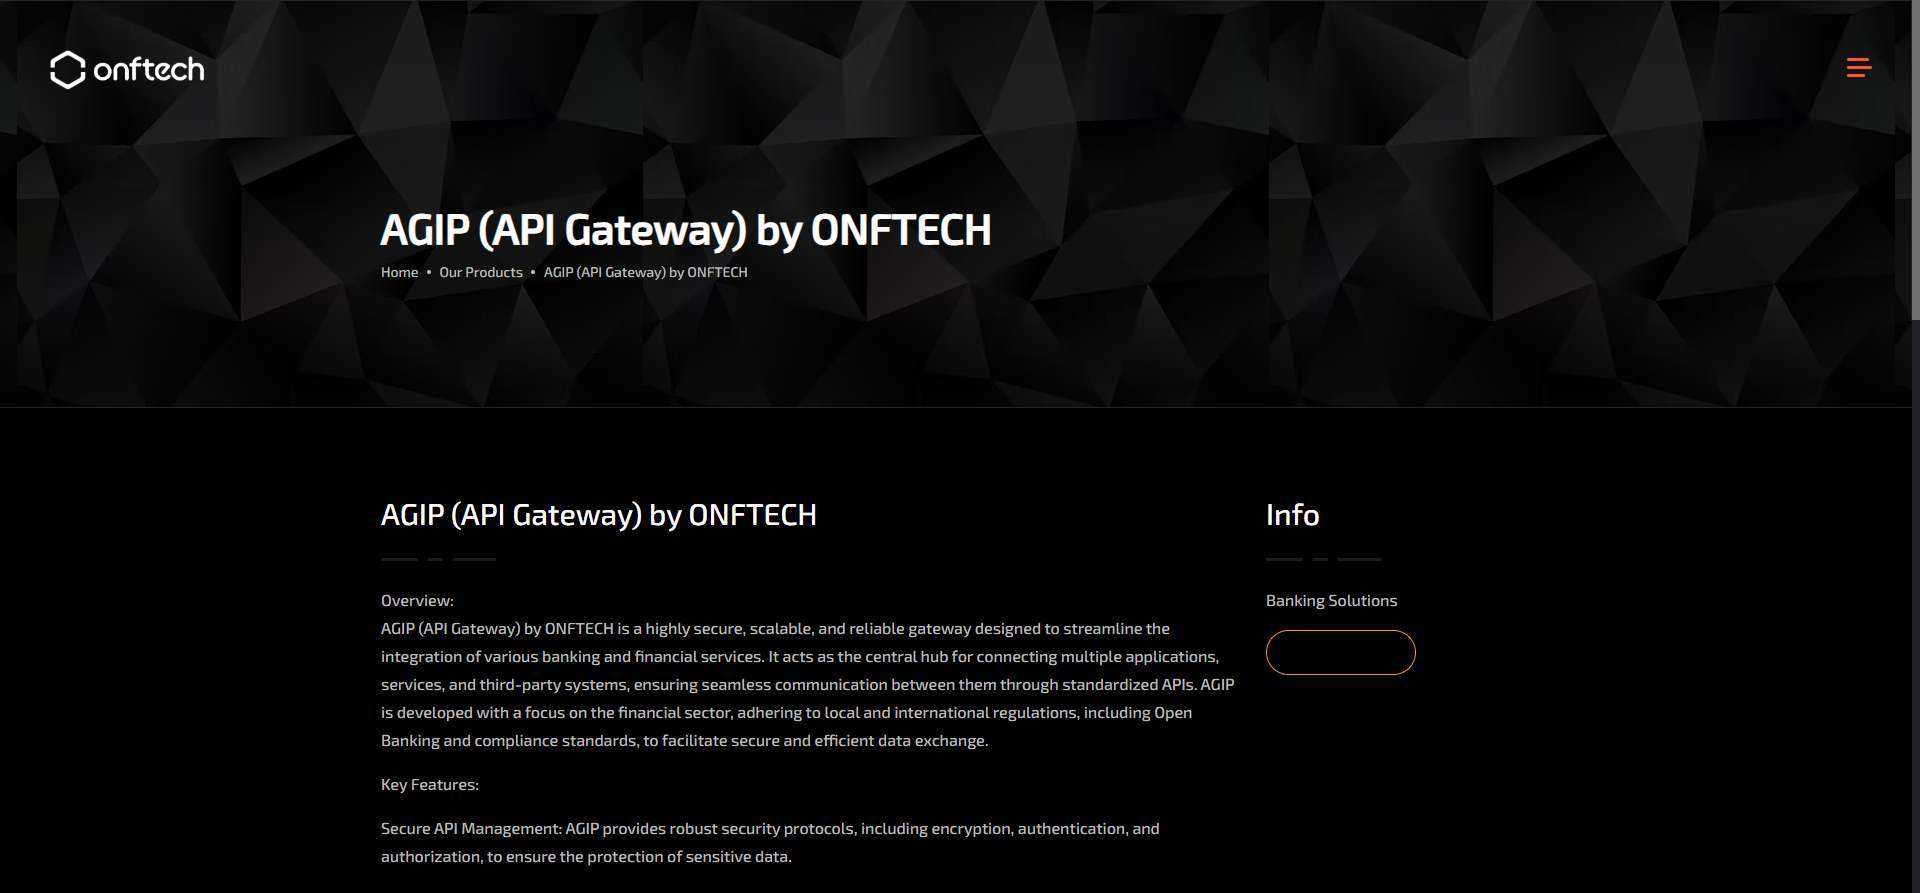 onftech
AGIP (API Gateway) by ONFTECH
Home • Our Products • AGIP (API Gateway) by ONFTECH
AGIP (API Gateway) by ONFTECH
Overview:
AGIP (API Gateway) by ONFTECH is a highly secure, scalable, and reliable gateway designed to streamline the
integration of various banking and financial services. It acts as the central hub for connecting multiple applications,
services, and third-party systems, ensuring seamless communication between them through standardized APIs. AGIP
is developed with a focus on the financial sector, adhering to local and international regulations, including Open
Banking and compliance standards, to facilitate secure and efficient data exchange.
Key Features:
Secure API Management: AGIP provides robust security protocols, including encryption, authentication, and
authorization, to ensure the protection of sensitive data.
Info
Banking Solutions